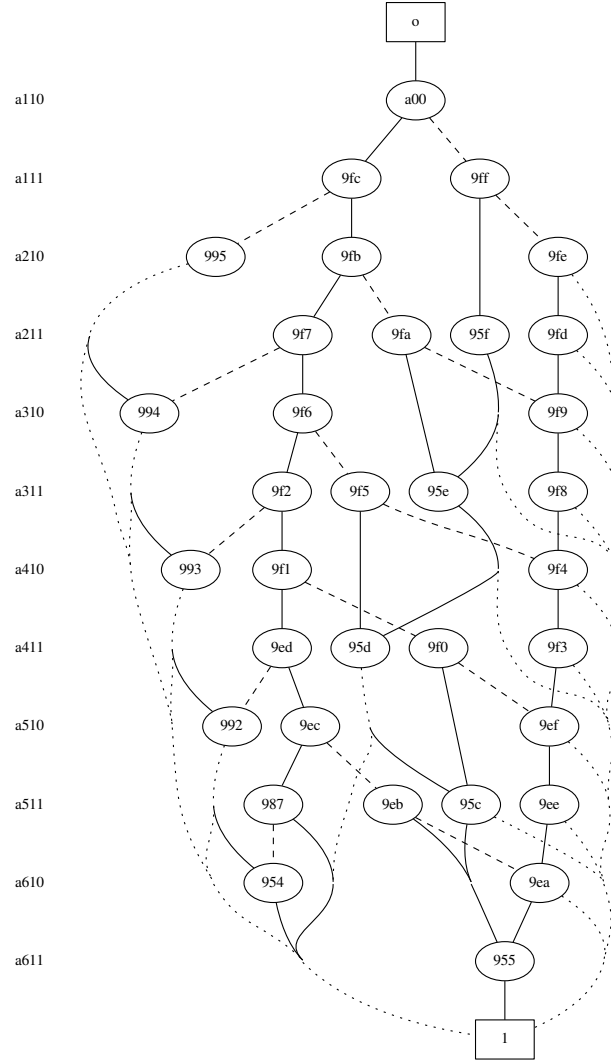 o
a110 a00
a111 9fc 9ff
a210 995 9fb 9fe
a211 9f7 9fa 95f 9fd
a310 994 9f6 9f9
a311 9f2 9f5 95e 9f8
a410 993 9f1 9f4
a411 9ed 95d 9f0 9f3
a510 992 9ec 9ef
a511 987 9eb 95c 9ee
a610 954 9ea
a611 955
1